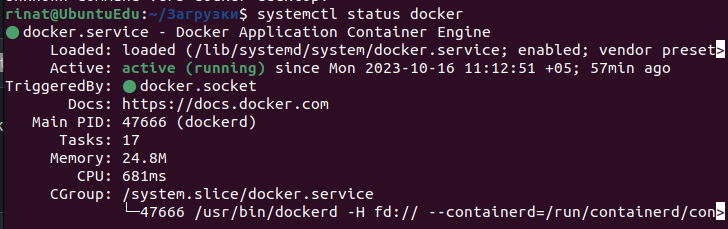 rinat@UbuntuEdu:~/Загрузки$ systemctl status docker
● docker.service - Docker Application Container Engine
Loaded: loaded (/lib/systemd/system/docker.service; enabled; vendor preset>
Active: active (running) since Mon 2023-10-16 11:12:51 +05; 57min ago
TriggeredBy: ● docker.socket
Docs: https://docs.docker.com
Main PID: 47666 (dockerd)
Tasks: 17
Memory: 24.8M
CPU: 681ms
CGroup: /system.slice/docker.service
└─47666 /usr/bin/dockerd -H fd:// --containerd=/run/containerd/con>